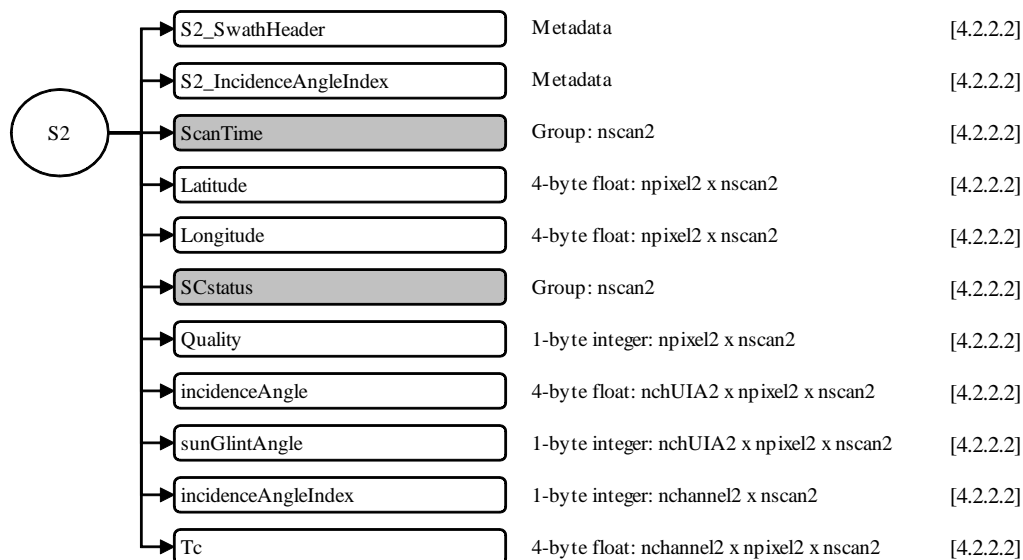 S2_SwathHeader Metadata [4.2.2.2]
S2_IncidenceAngleIndex Metadata [4.2.2.2]
S2 ScanTime Group: nscan2 [4.2.2.2]
Latitude 4-byte float: npixel2 x nscan2 [4.2.2.2]
Longitude 4-byte float: npixel2 x nscan2 [4.2.2.2]
SCstatus Group: nscan2 [4.2.2.2]
Quality 1-byte integer: npixel2 x nscan2 [4.2.2.2]
incidenceAngle 4-byte float: nchUIA2 x npixel2 x nscan2 [4.2.2.2]
sunGlintAngle 1-byte integer: nchUIA2 x npixel2 x nscan2 [4.2.2.2]
incidenceAngleIndex 1-byte integer: nchannel2 x nscan2 [4.2.2.2]
Tc 4-byte float: nchannel2 x npixel2 x nscan2 [4.2.2.2]